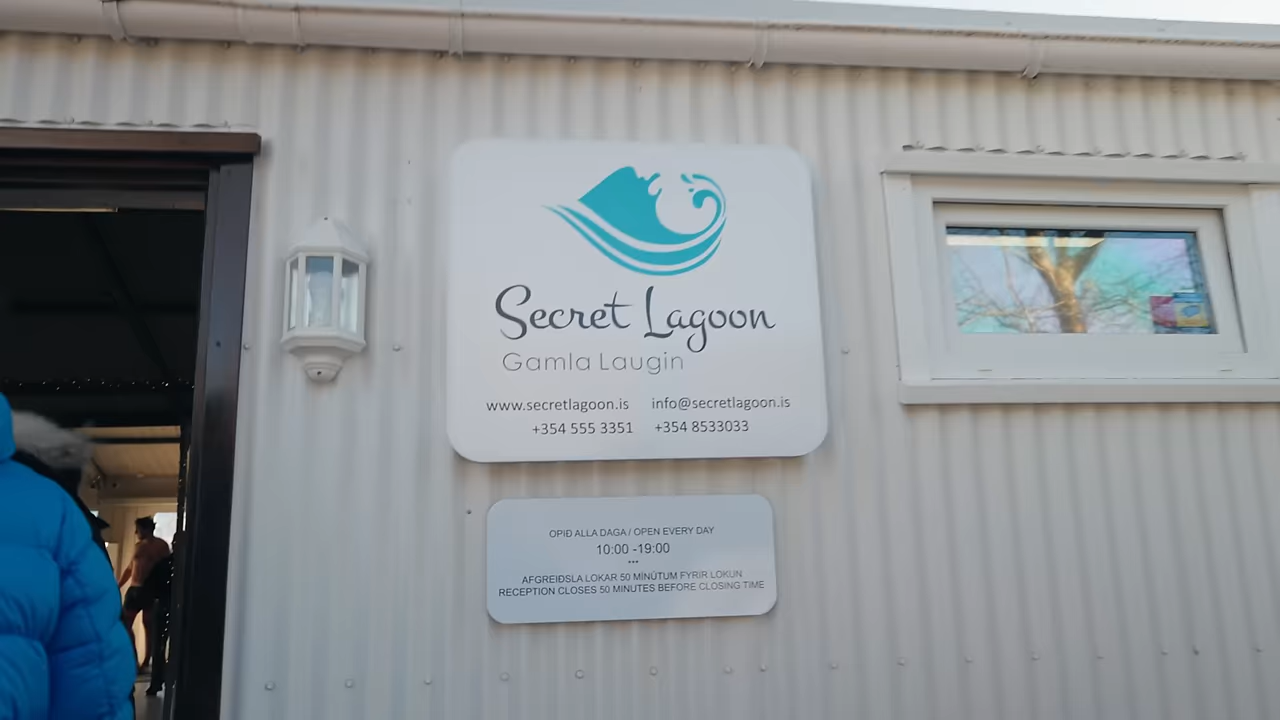 Secret Lagoon
Gamla Laugin
www.secretlagoon.is info@secretlagoon.is
+354 555 3351 +354 8533033
OPIÐ ALLA DAGA / OPEN EVERY DAY
10:00 -19:00
•••
AFGREIÐSLA LOKAR 50 MÍNÚTUM FYRIR LOKUN
RECEPTION CLOSES 50 MINUTES BEFORE CLOSING TIME